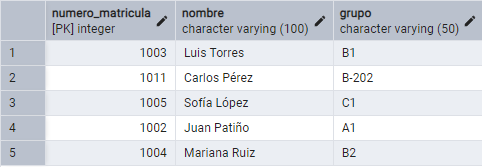 numero_matricula nombre grupo
[PK] integer character varying (100) character varying (50)
1 1003 Luis Torres B1
2 1011 Carlos Pérez B-202
3 1005 Sofía López C1
4 1002 Juan Patiño A1
5 1004 Mariana Ruiz B2